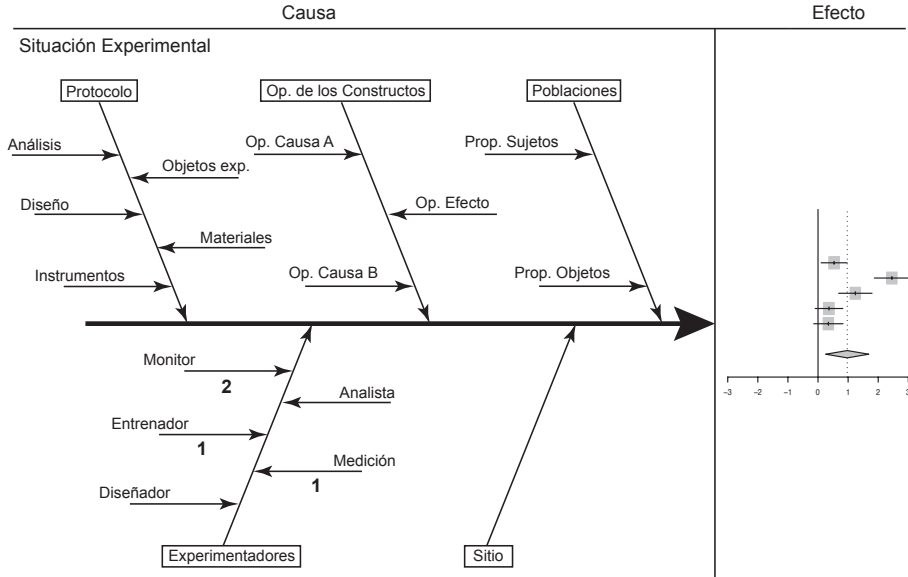 Causa
Efecto
Situación Experimental
Protocolo
Op. de los Constructos
Poblaciones
Análisis
Op. Causa A
Prop. Sujetos
Objetos exp.
Diseño
Op. Efecto
Materiales
Instrumentos
Op. Causa B
Prop. Objetos
Monitor
2
Analista
Entrenador
1
Medición
1
Diseñador
Experimentadores
Sitio
−3 −2 −1 0 1 2 3